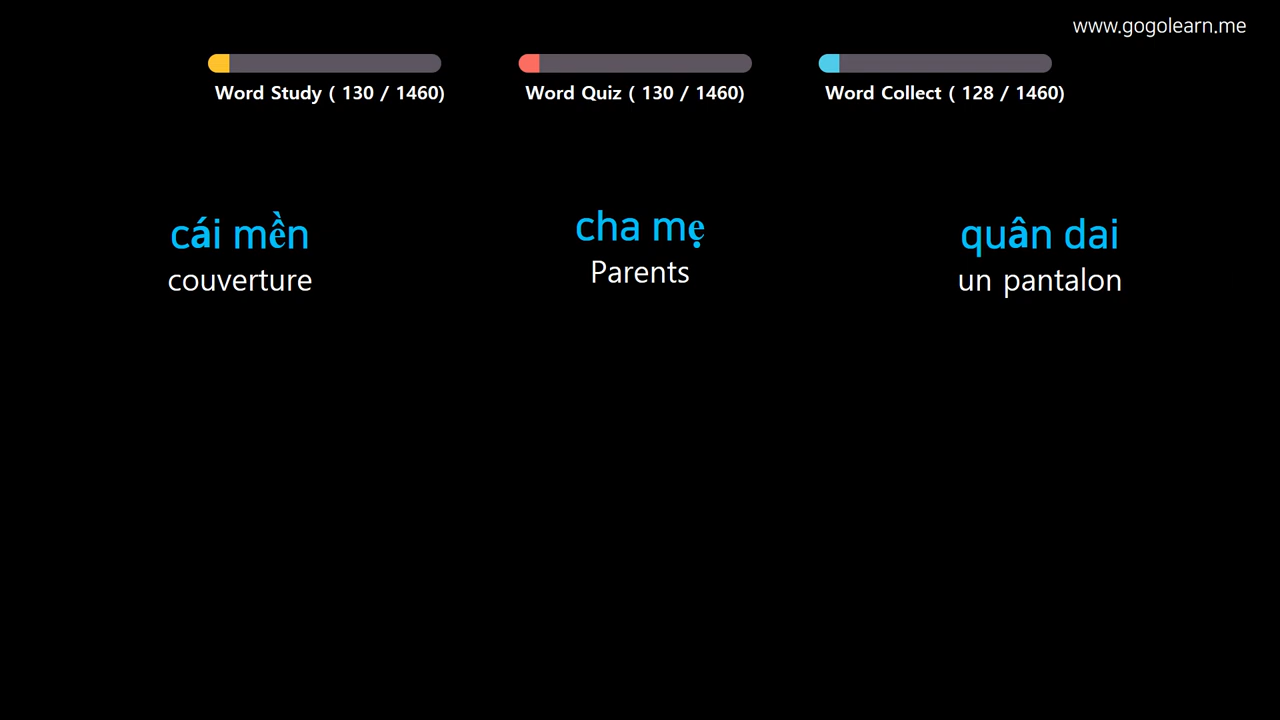 www.gogolearn.me
Word Study ( 130 / 1460)
Word Quiz ( 130 / 1460)
Word Collect ( 128 / 1460)
cái mền
couverture
cha mẹ
Parents
quân dai
un pantalon